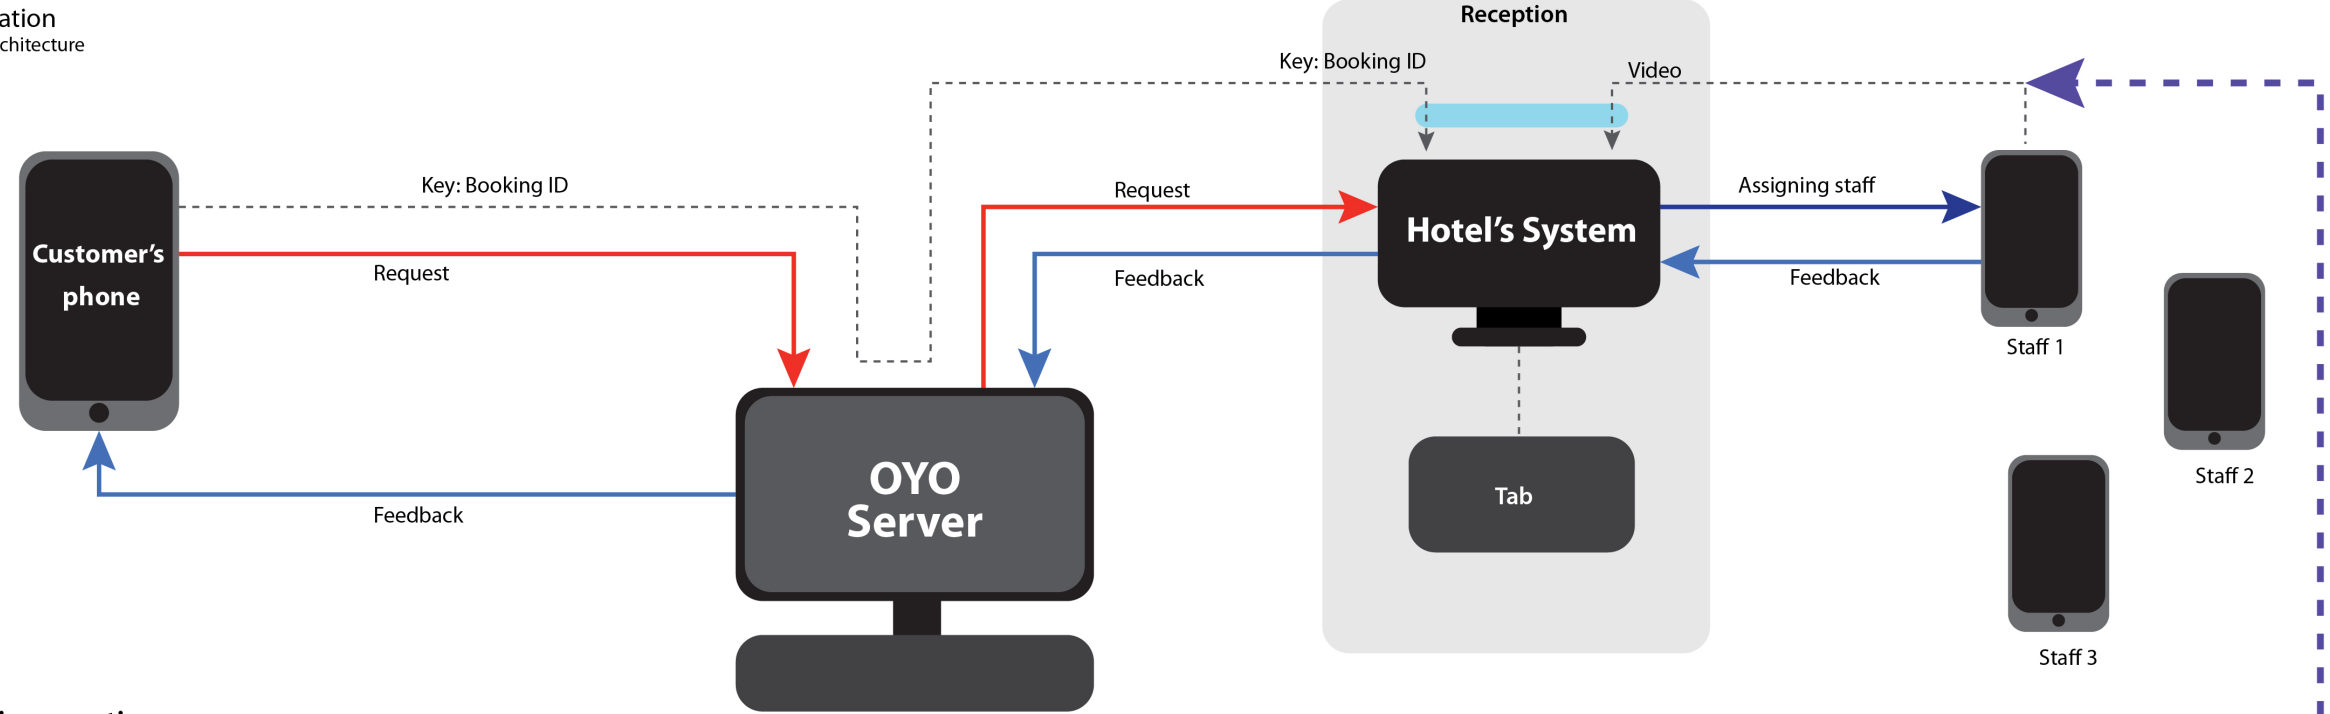 ation
chitecture
Reception
Key: Booking ID
Video
Key: Booking ID
Request
Assigning staff
Customer's
phone
Request
Hotel's System
Feedback
Feedback
Staff 1
OYO
Server
Feedback
Tab
Staff 2
Staff 3